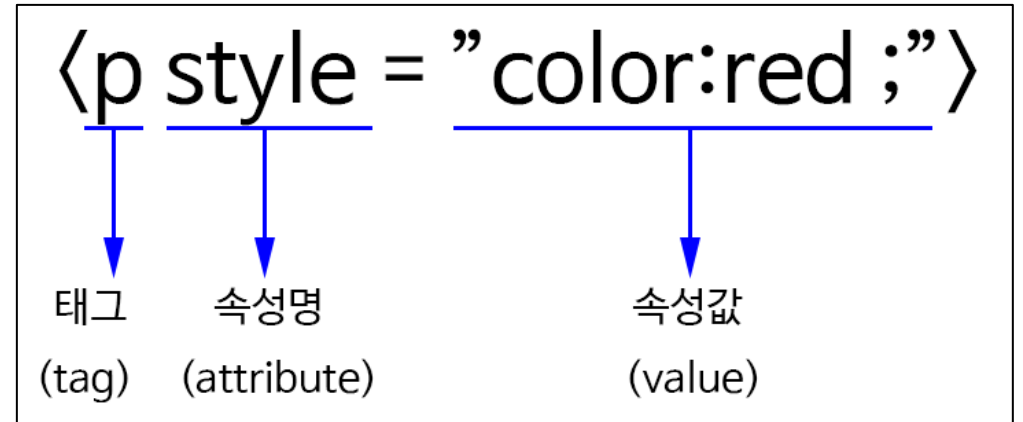 〈p style = ”color:red ;”〉
태그 속성명 속성값
(tag) (attribute) (value)